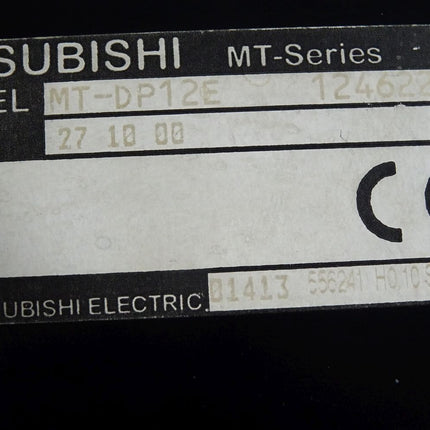 SUBISHI MT-Series
EL MT-DP12E 124622
27 10 00
CE
UBISHI ELECTRIC. 01413 556241 H0.10